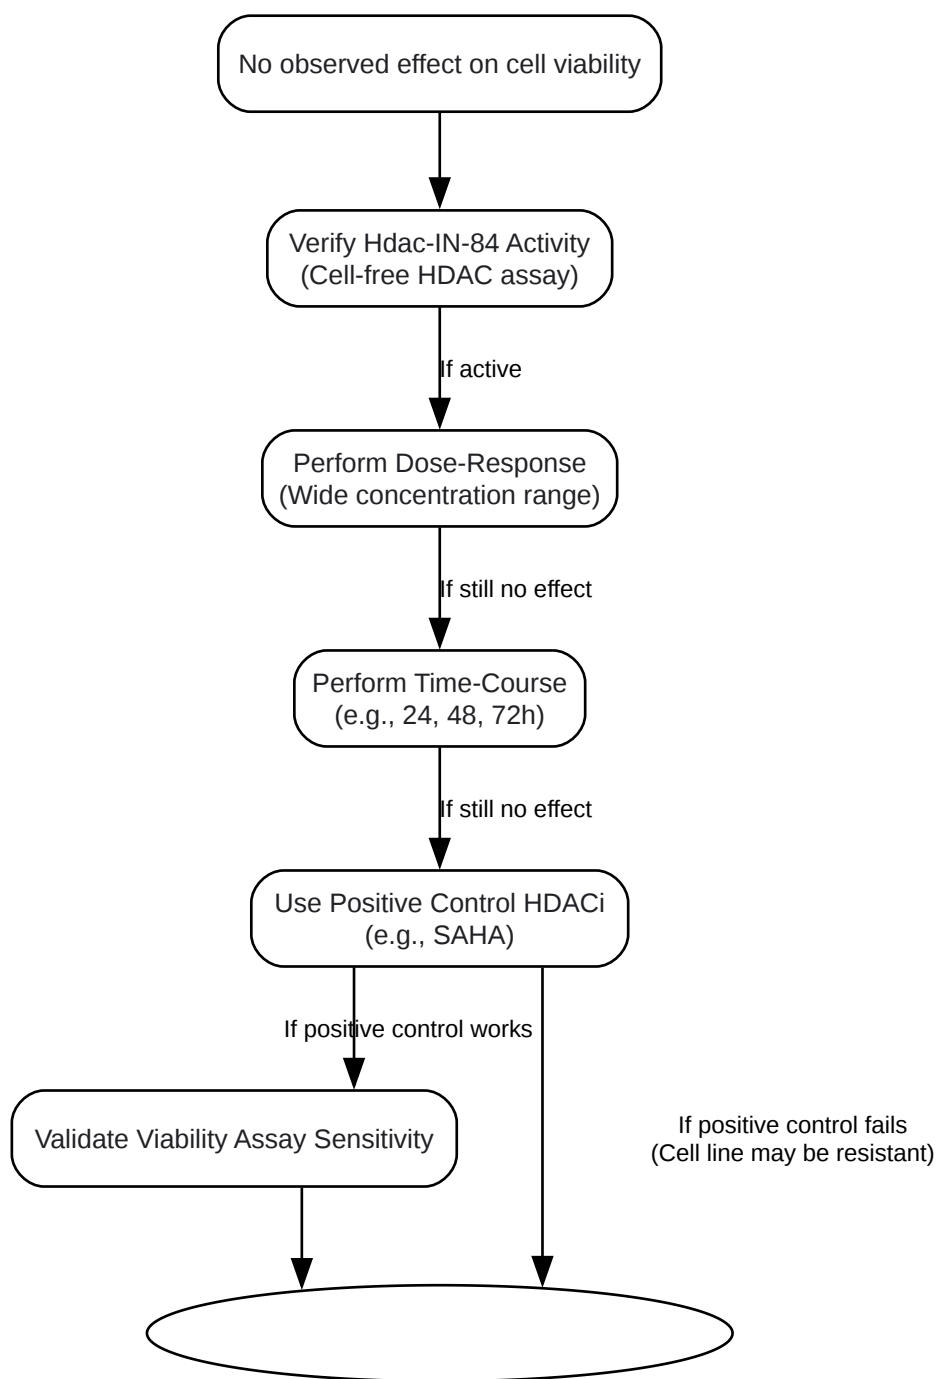 No observed effect on cell viability
Verify Hdac-IN-84 Activity
(Cell-free HDAC assay)
If active
Perform Dose-Response
(Wide concentration range)
If still no effect
Perform Time-Course
(e.g., 24, 48, 72h)
If still no effect
Use Positive Control HDACi
(e.g., SAHA)
If positive control works
Validate Viability Assay Sensitivity
If positive control fails
(Cell line may be resistant)